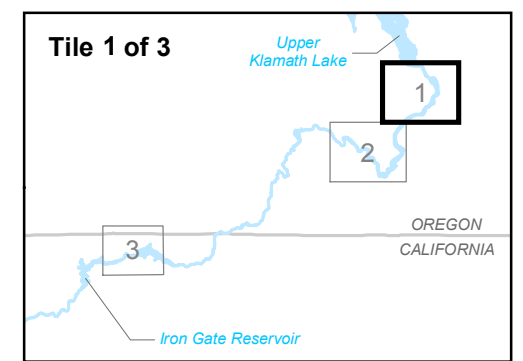 Tile 1 of 3
Upper
Klamath Lake
1
2
OREGON
CALIFORNIA
3
Iron Gate Reservoir